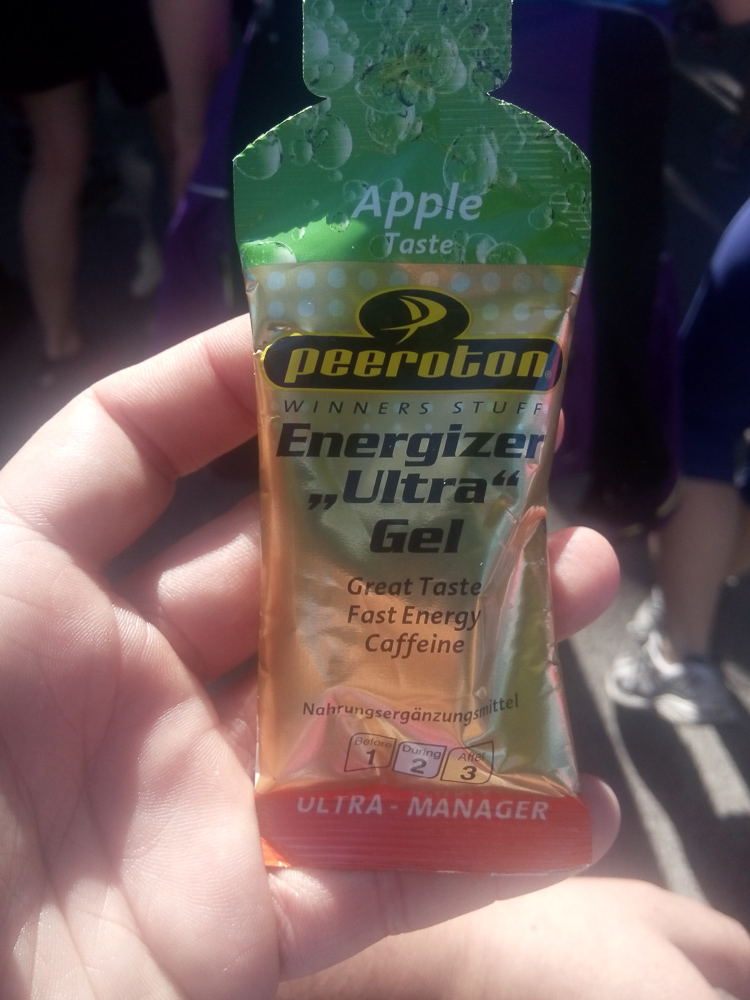 Apple
Taste
peeroton
WINNERS STUFF
Energizer
„Ultra“
Gel
Great Taste
Fast Energy
Caffeine
Nahrungsergänzungsmittel
Before During After
1 2 3
ULTRA - MANAGER